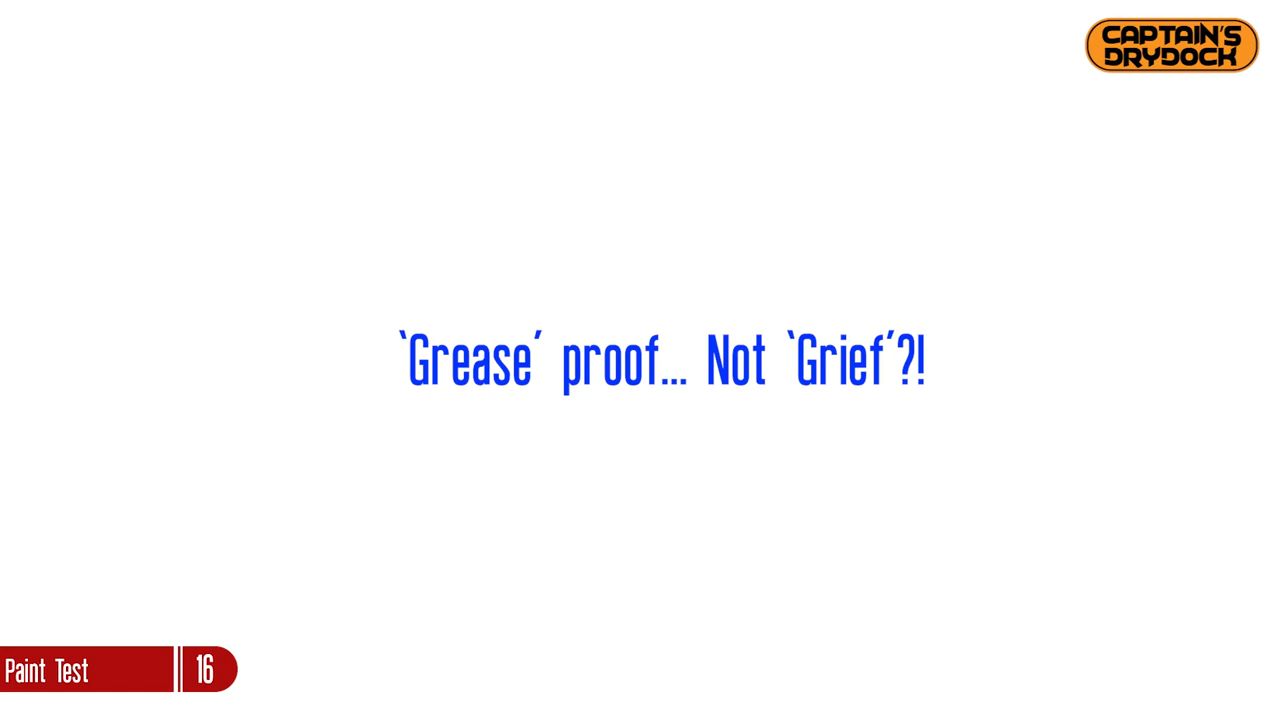 CAPTAIN'S
DRYDOCK
‵Grease′ proof... Not ‵Grief′?!
Paint Test 16